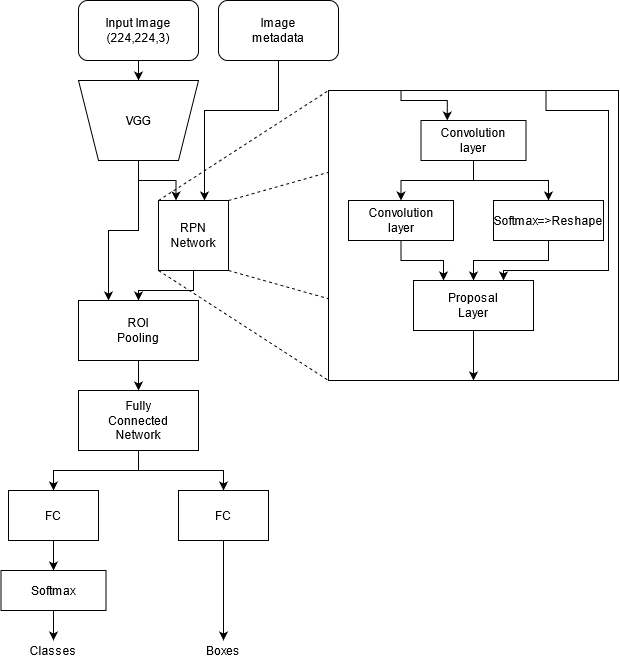 Input Image
(224,224,3)
Image
metadata
VGG
Convolution
layer
RPN
Network
Convolution
layer
Softmax=>Reshape
Proposal
Layer
ROI
Pooling
Fully
Connected
Network
FC
FC
Softmax
Classes
Boxes